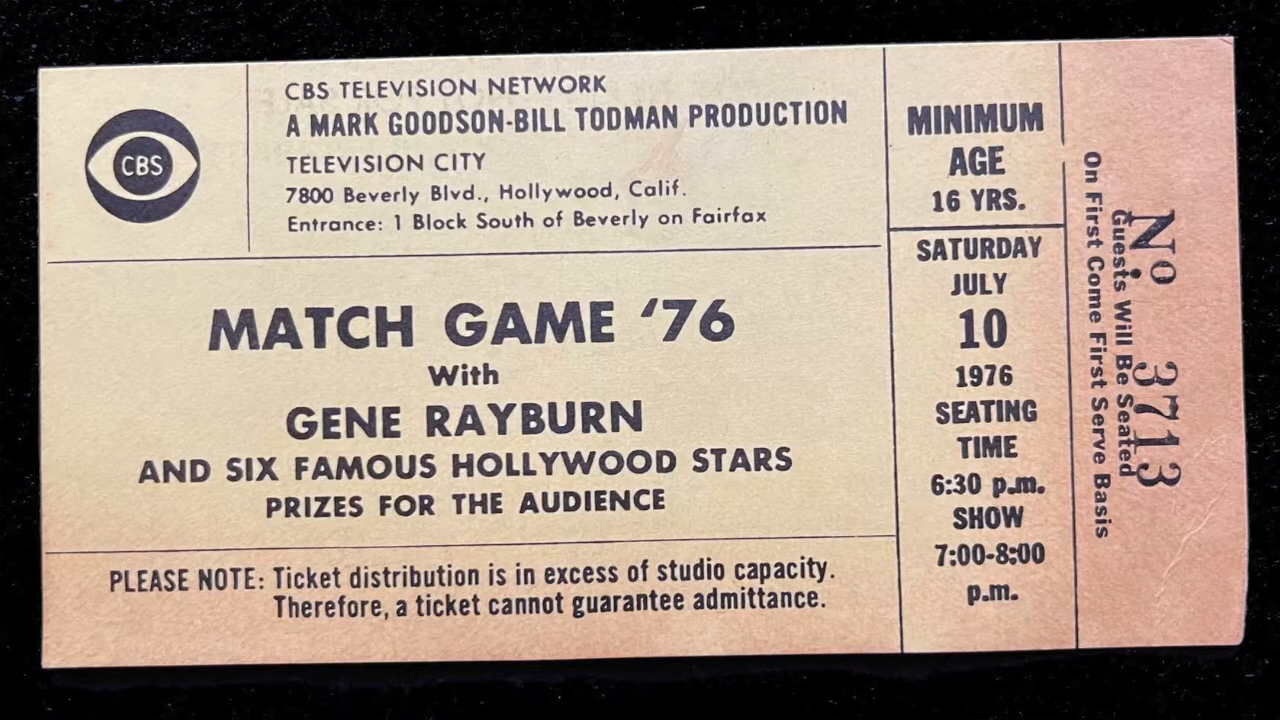 CBS
CBS TELEVISION NETWORK
A MARK GOODSON-BILL TODMAN PRODUCTION
TELEVISION CITY
7800 Beverly Blvd., Hollywood, Calif.
Entrance: 1 Block South of Beverly on Fairfax
MATCH GAME '76
With
GENE RAYBURN
AND SIX FAMOUS HOLLYWOOD STARS
PRIZES FOR THE AUDIENCE
PLEASE NOTE: Ticket distribution is in excess of studio capacity.
Therefore, a ticket cannot guarantee admittance.
MINIMUM
AGE
16 YRS.
SATURDAY
JULY
10
1976
SEATING
TIME
6:30 p.m.
SHOW
7:00-8:00
p.m.
No 3713
Guests Will Be Seated
On First Come First Serve Basis